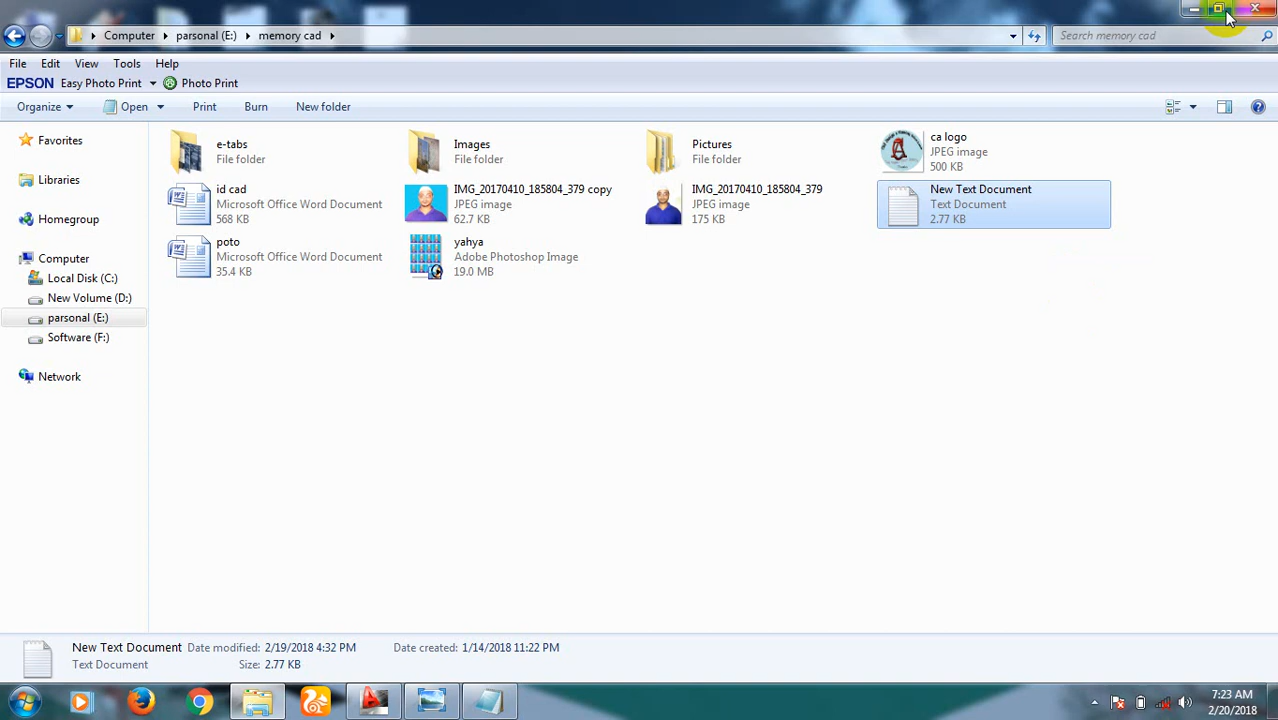 Computer parsonal (E:) memory cad
Search memory cad
File Edit View Tools Help
EPSON Easy Photo Print Photo Print
Organize Open Print Burn New folder
Favorites
Libraries
Homegroup
Computer
Local Disk (C:)
New Volume (D:)
parsonal (E:)
Software (F:)
Network
e-tabs
File folder
Images
File folder
Pictures
File folder
ca logo
JPEG image
500 KB
id cad
Microsoft Office Word Document
568 KB
IMG_20170410_185804_379 copy
JPEG image
62.7 KB
IMG_20170410_185804_379
JPEG image
175 KB
New Text Document
Text Document
2.77 KB
poto
Microsoft Office Word Document
35.4 KB
yahya
Adobe Photoshop Image
19.0 MB
New Text Document Date modified: 2/19/2018 4:32 PM Date created: 1/14/2018 11:22 PM
Text Document Size: 2.77 KB
7:23 AM
2/20/2018